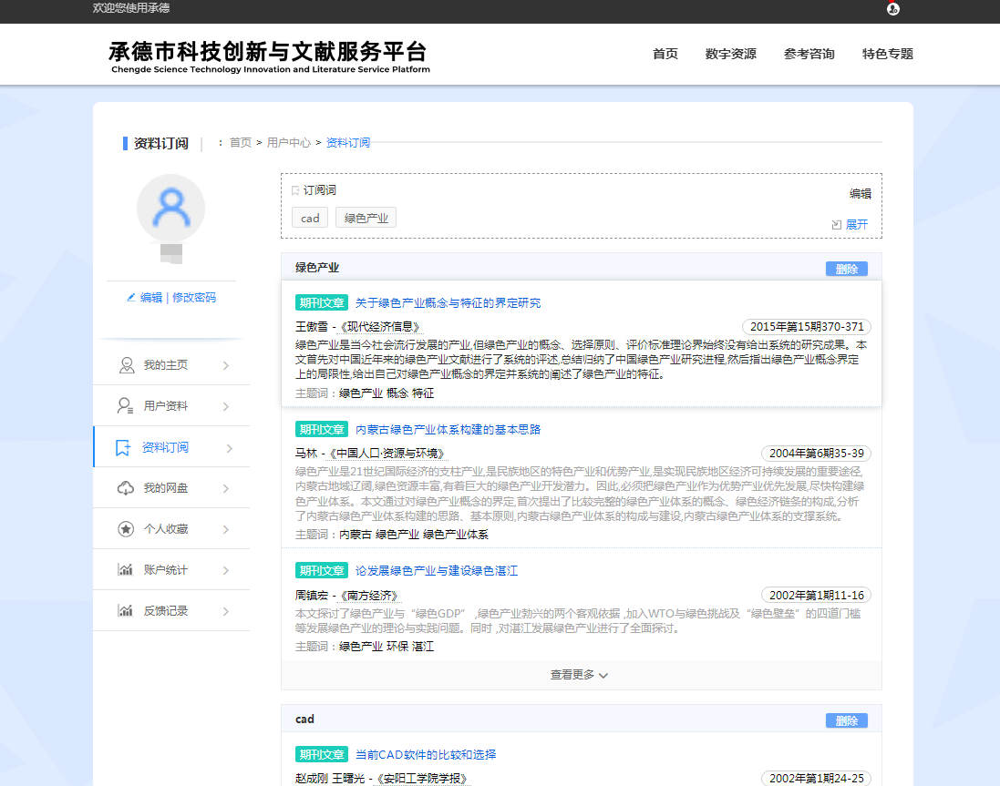 欢迎您使用承德
承德市科技创新与文献服务平台
Chengde Science Technology Innovation and Literature Service Platform
首页 数字资源 参考咨询 特色专题
资料订阅
： 首页 > 用户中心 > 资料订阅
编辑 | 修改密码
我的主页
用户资料
资料订阅
我的网盘
个人收藏
账户统计
反馈记录
订阅词
编辑
cad 绿色产业
展开
绿色产业 删除
期刊文章 关于绿色产业概念与特征的界定研究
王傲雪 -《现代经济信息》 2015年第15期370-371
绿色产业是当今社会流行发展的产业,但绿色产业的概念、选择原则、评价标准理论界始终没有给出系统的研究成果。本
文首先对中国近年来的绿色产业文献进行了系统的评述,总结归纳了中国绿色产业研究进程,然后指出绿色产业概念界定
上的局限性,给出自己对绿色产业概念的界定并系统的阐述了绿色产业的特征。
主题词：绿色产业 概念 特征
期刊文章 内蒙古绿色产业体系构建的基本思路
马林 -《中国人口·资源与环境》 2004年第6期35-39
绿色产业是21世纪国际经济的支柱产业,是民族地区的特色产业和优势产业,是实现民族地区经济可持续发展的重要途径,
内蒙古地域辽阔,绿色资源丰富,有着巨大的绿色产业开发潜力。因此,必须把绿色产业作为优势产业优先发展,尽快构建绿
色产业体系。本文通过对绿色产业概念的界定,首次提出了比较完整的绿色产业体系的概念、绿色经济链条的构成,分析
了内蒙古绿色产业体系构建的思路、基本原则,内蒙古绿色产业体系的构成与建设,内蒙古绿色产业体系的支撑系统。
主题词：内蒙古 绿色产业 绿色产业体系
期刊文章 论发展绿色产业与建设绿色湛江
周镇宏 -《南方经济》 2002年第1期11-16
本文探讨了绿色产业与“绿色GDP” ,绿色产业勃兴的两个客观依据 ,加入WTO与绿色挑战及“绿色壁垒”的四道门槛
等发展绿色产业的理论与实践问题。同时 ,对湛江发展绿色产业进行了全面探讨。
主题词：绿色产业 环保 湛江
查看更多
cad 删除
期刊文章 当前CAD软件的比较和选择
赵成刚 王曙光 -《安阳工学院学报》 2002年第1期24-25